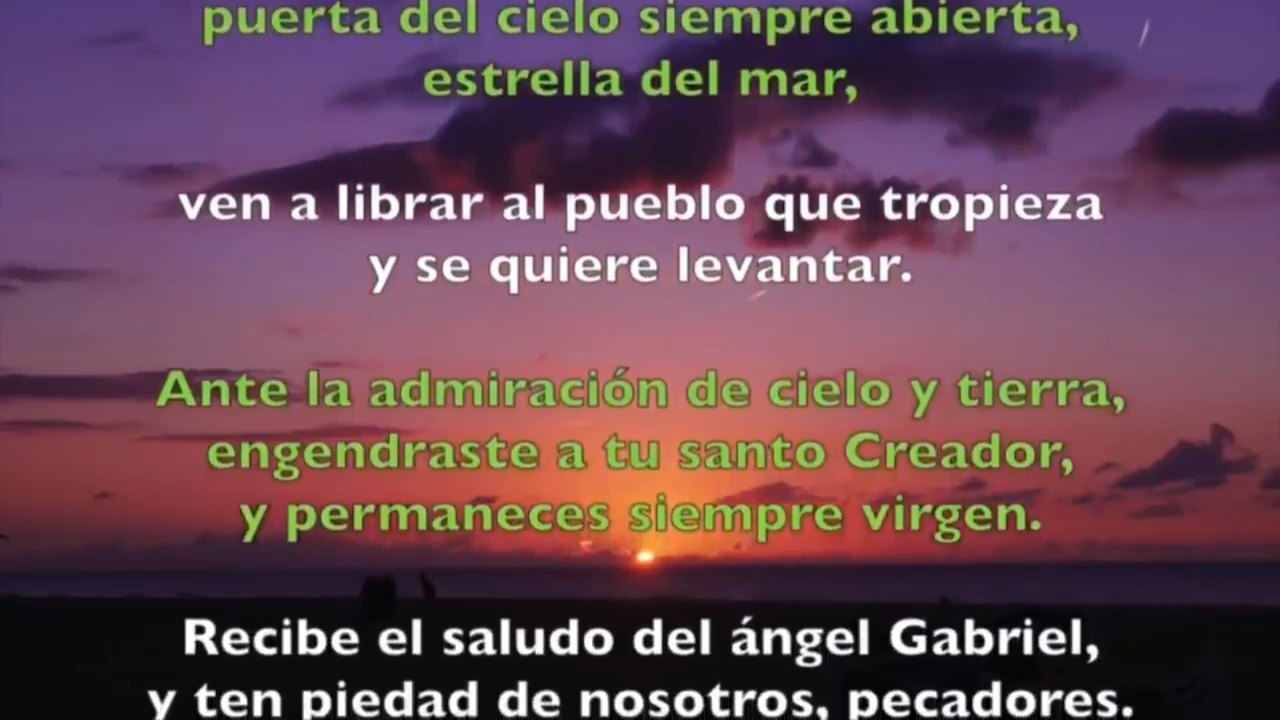 puerta del cielo siempre abierta,
estrella del mar,
ven a librar al pueblo que tropieza
y se quiere levantar.
Ante la admiración de cielo y tierra,
engendraste a tu santo Creador,
y permaneces siempre virgen.
Recibe el saludo del ángel Gabriel,
y ten piedad de nosotros, pecadores.